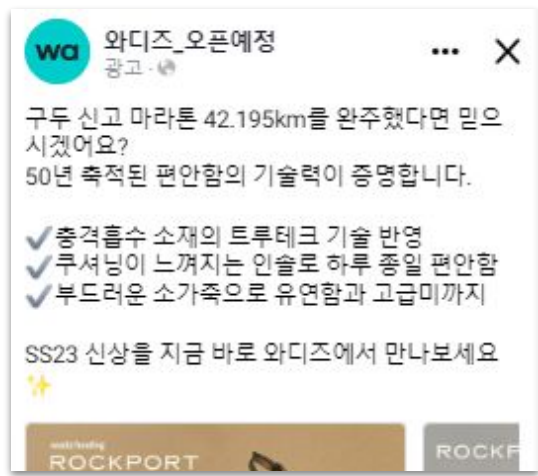 wa 와디즈_오픈예정
광고 ·
구두 신고 마라톤 42.195km를 완주했다면 믿으
시겠어요?
50년 축적된 편안함의 기술력이 증명합니다.
✔충격흡수 소재의 트루테크 기술 반영
✔쿠셔닝이 느껴지는 인솔로 하루 종일 편안함
✔부드러운 소가죽으로 유연함과 고급미까지
SS23 신상을 지금 바로 와디즈에서 만나보세요
✨
ROCKPORT
ROCKP